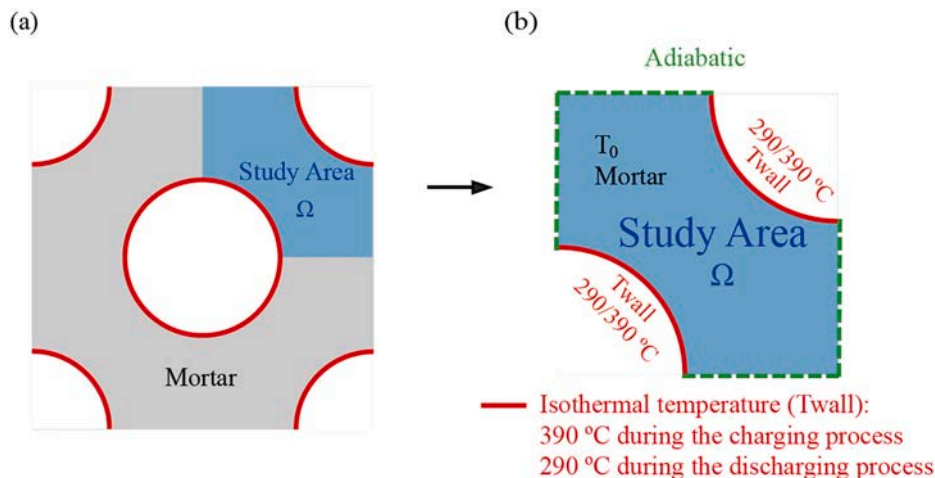 (a)
Study Area
Ω
Mortar
(b)
Adiabatic
T₀
Mortar
290/390 ºC
Twall
Study Area
Ω
Twall
290/390 ºC
Isothermal temperature (Twall):
390 ºC during the charging process
290 ºC during the discharging process